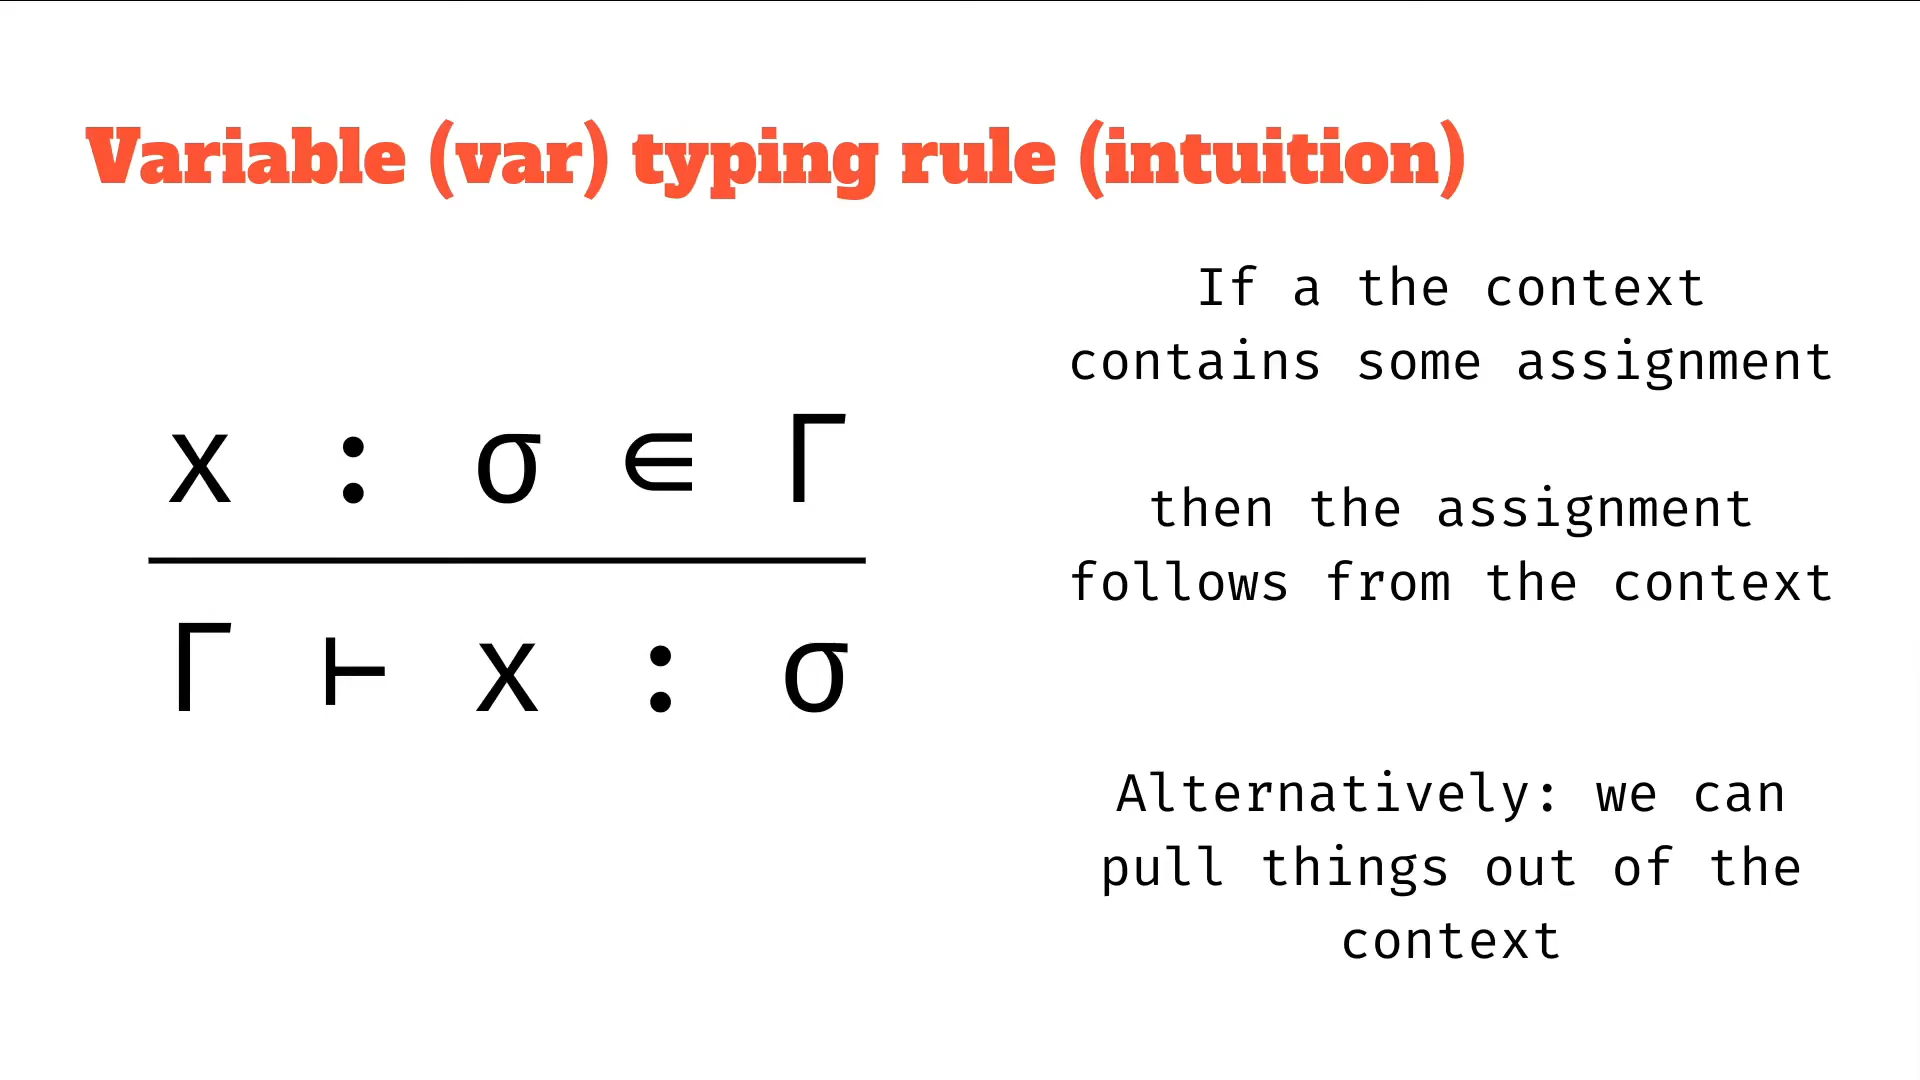 Variable (var) typing rule (intuition)
x : σ ∈ Γ
Γ ⊢ x : σ
If a the context
contains some assignment
then the assignment
follows from the context
Alternatively: we can
pull things out of the
context